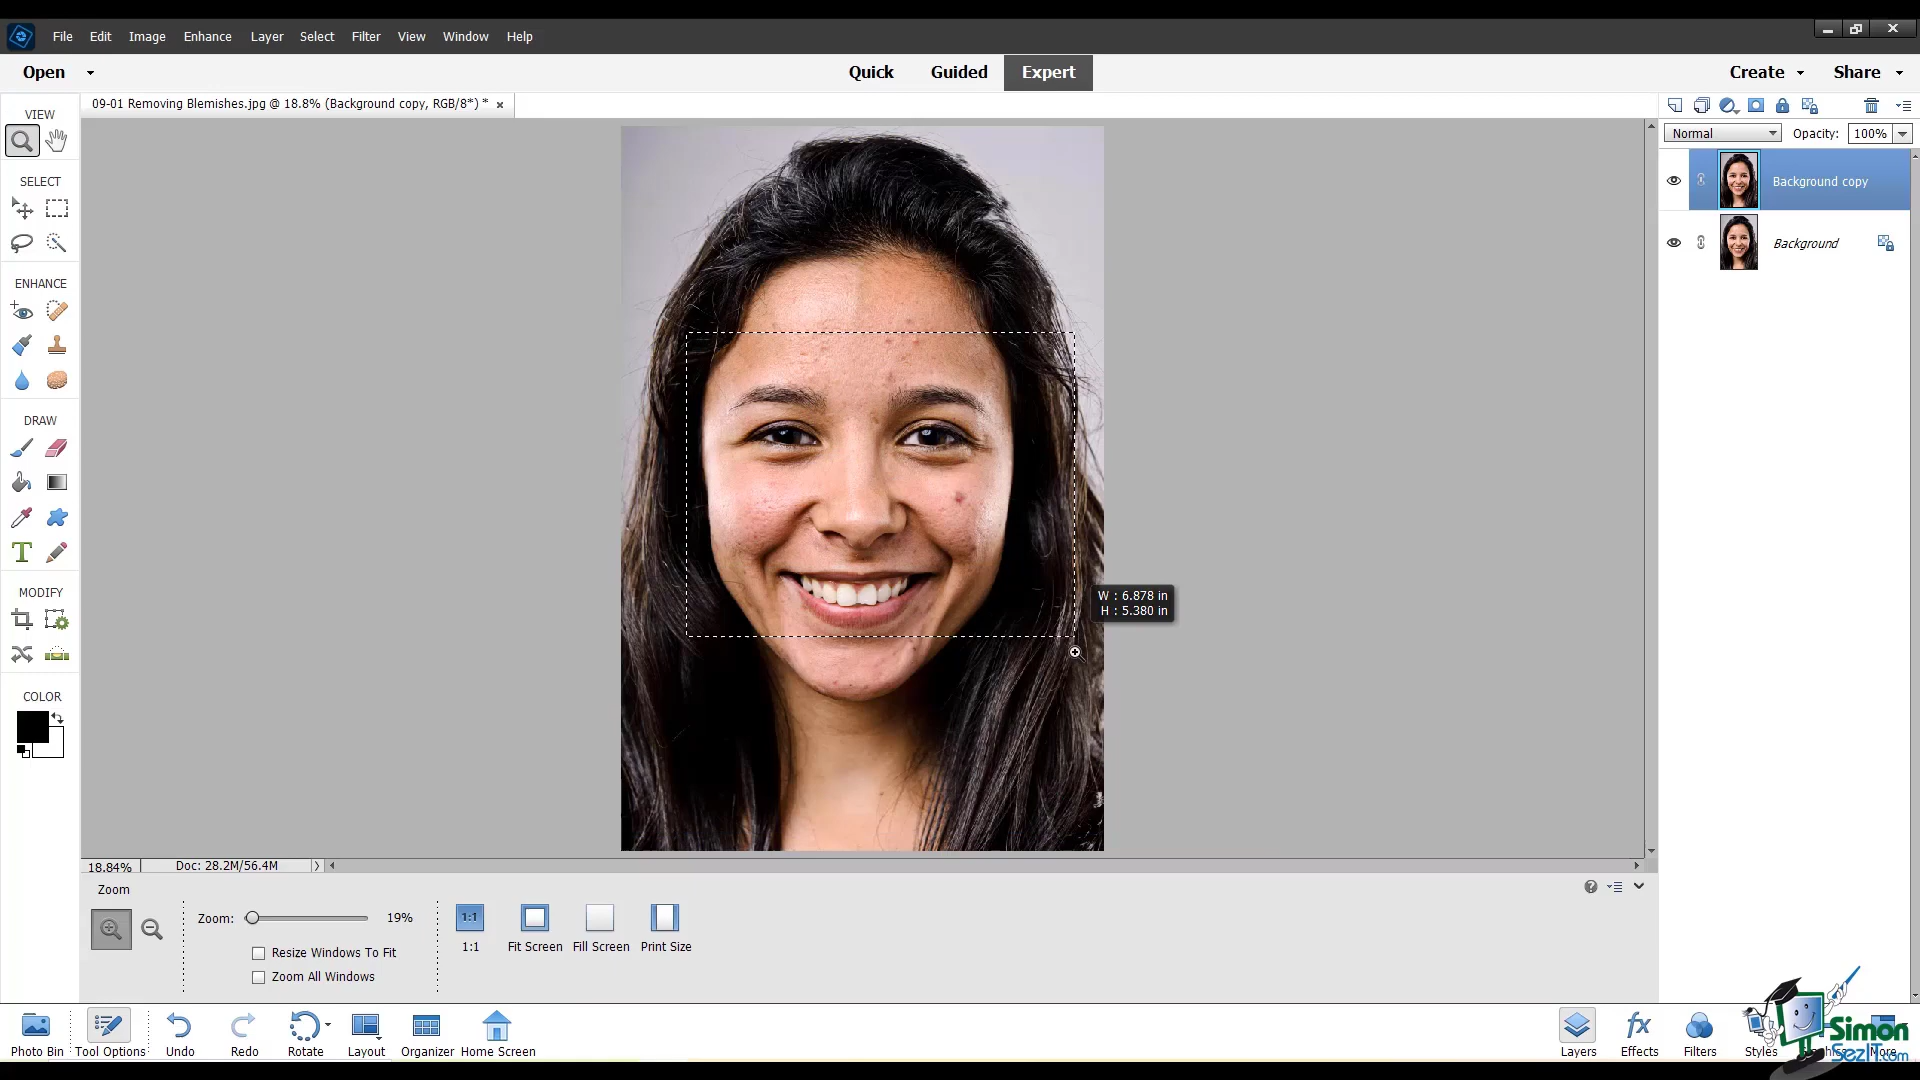 File Edit Image Enhance Layer Select Filter View Window Help
Open Quick Guided Expert Create Share
09-01 Removing Blemishes.jpg @ 18.8% (Background copy, RGB/8*) * ×
VIEW
SELECT
ENHANCE
DRAW
T
MODIFY
COLOR
Normal Opacity: 100%
Background copy
Background
W : 6.878 in
H : 5.380 in
18.84% Doc: 28.2M/56.4M
Zoom
Zoom: 19%
Resize Windows To Fit
Zoom All Windows
1:1
1:1 Fit Screen Fill Screen Print Size
fx
Photo Bin Tool Options Undo Redo Rotate Layout Organizer Home Screen
Layers Effects Filters Styles
Simon
SezIT.com